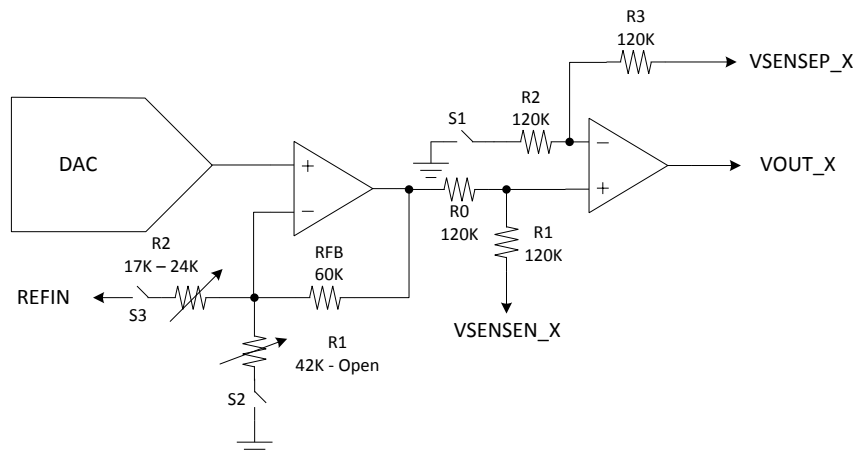 R3
120K
VSENSEP_X
R2
120K
S1
DAC
+
−
−
+
VOUT_X
R0
120K
R1
120K
VSENSEN_X
R2
17K – 24K
RFB
60K
REFIN
S3
R1
42K - Open
S2